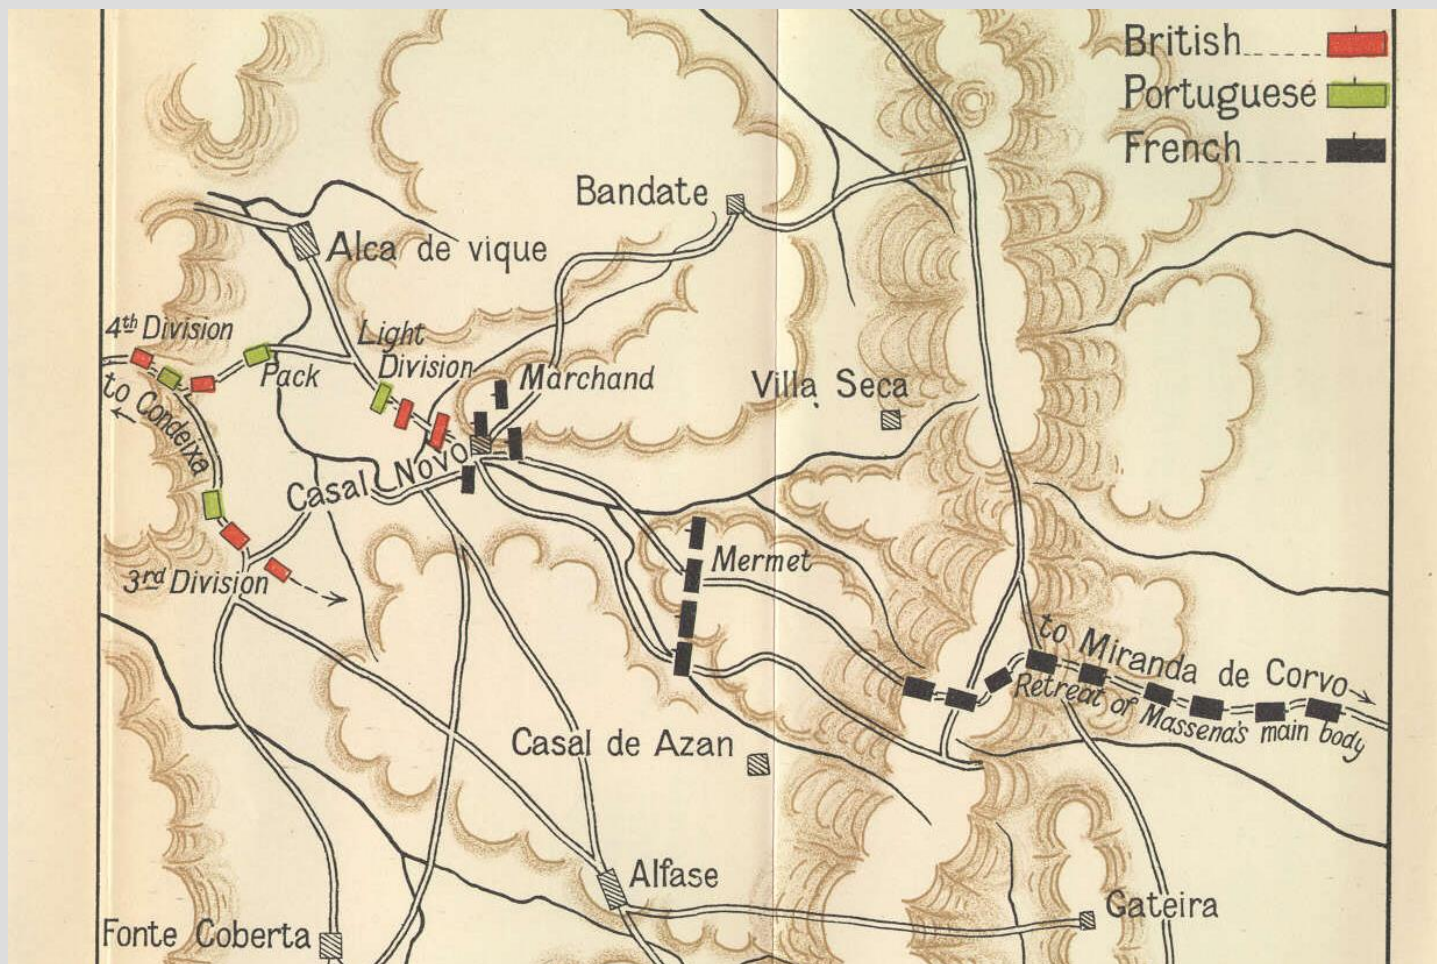 British
Portuguese
French
Bandate
Alca de vique
4th Division
Light
Division
Pack
Marchand
Villa Seca
to Condeixa
Casal Novo
Mermet
3rd Division
to Miranda de Corvo
Retreat of Massena's main body
Casal de Azan
Alfase
Gateira
Fonte Coberta